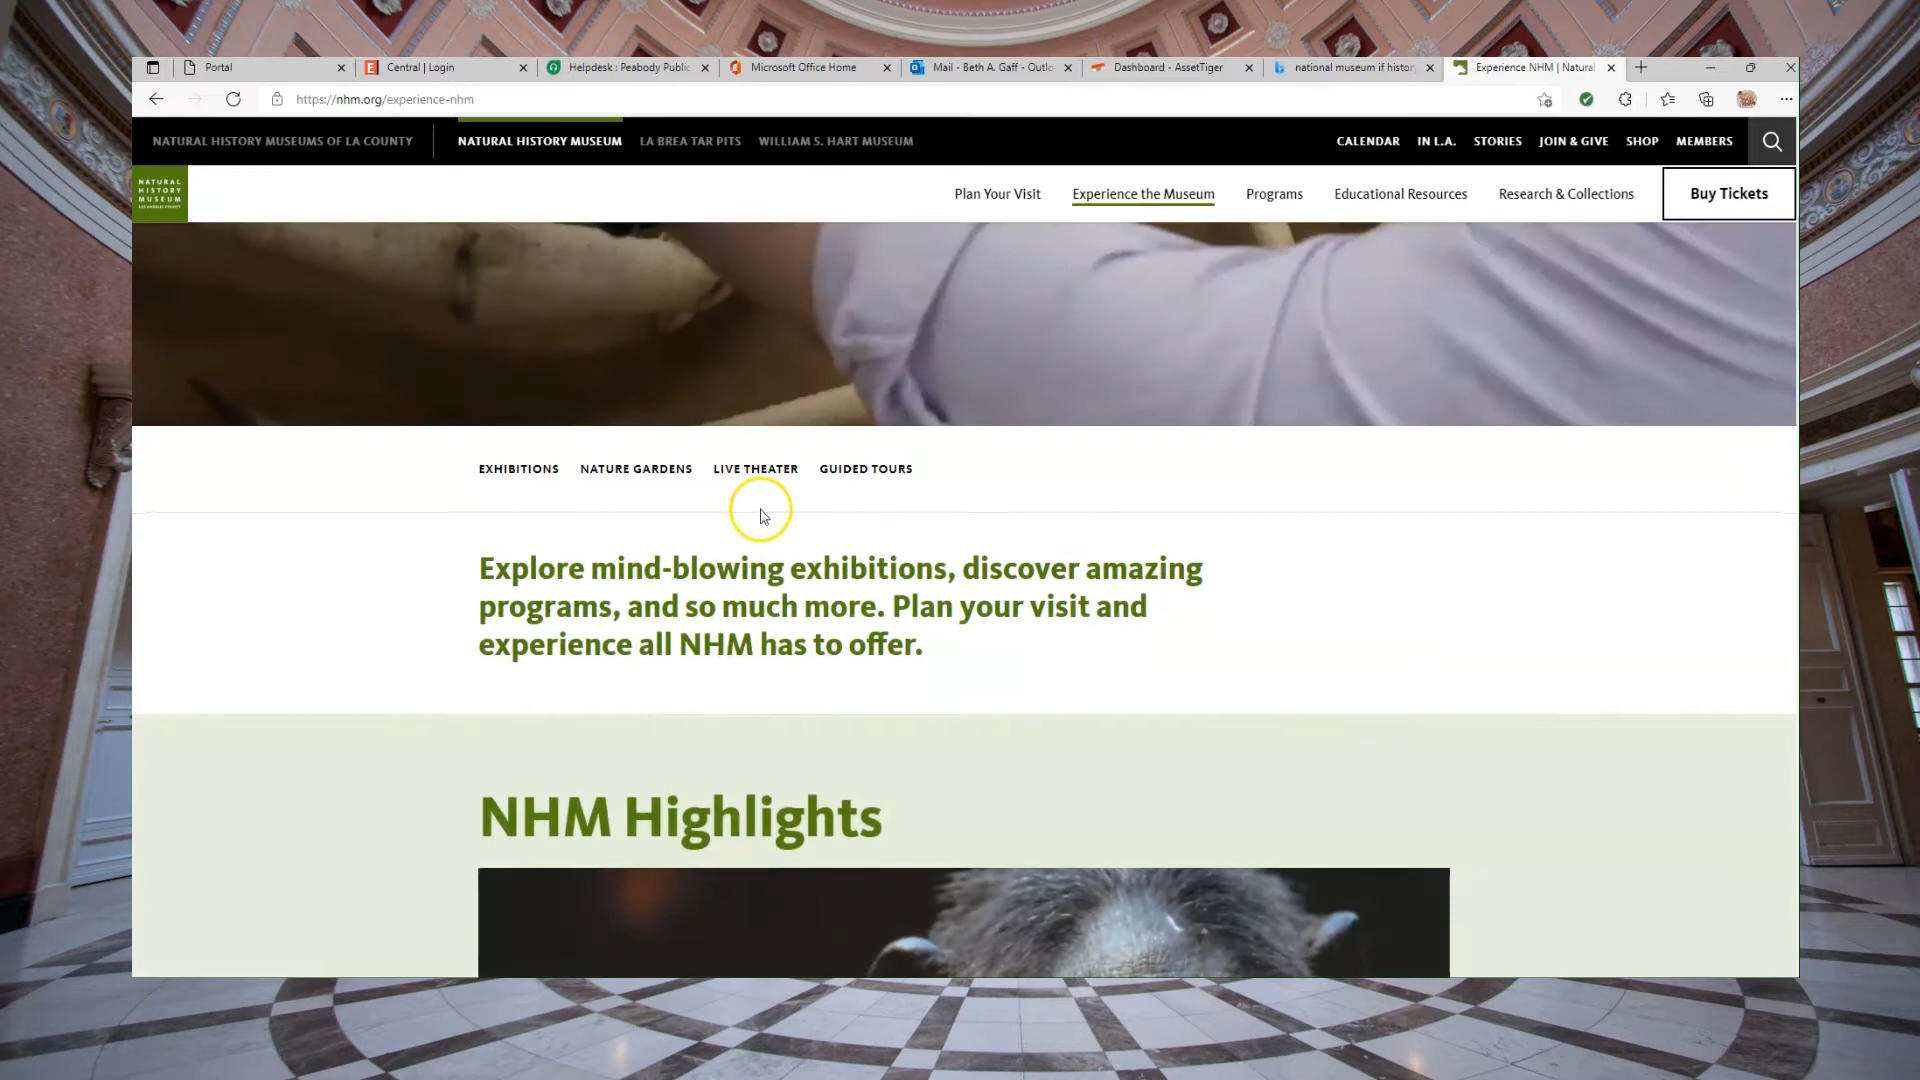 Portal
Central | Login
Helpdesk : Peabody Public
Microsoft Office Home
Mail - Beth A. Gaff - Outlo
Dashboard - AssetTiger
national museum if histor
Experience NHM | Natural
https://nhm.org/experience-nhm
NATURAL HISTORY MUSEUMS OF LA COUNTY
NATURAL HISTORY MUSEUM
LA BREA TAR PITS
WILLIAM S. HART MUSEUM
CALENDAR
IN L.A.
STORIES
JOIN & GIVE
SHOP
MEMBERS
NATURAL
HISTORY
MUSEUM
LOS ANGELES COUNTY
Plan Your Visit
Experience the Museum
Programs
Educational Resources
Research & Collections
Buy Tickets
EXHIBITIONS
NATURE GARDENS
LIVE THEATER
GUIDED TOURS
Explore mind-blowing exhibitions, discover amazing
programs, and so much more. Plan your visit and
experience all NHM has to offer.
NHM Highlights